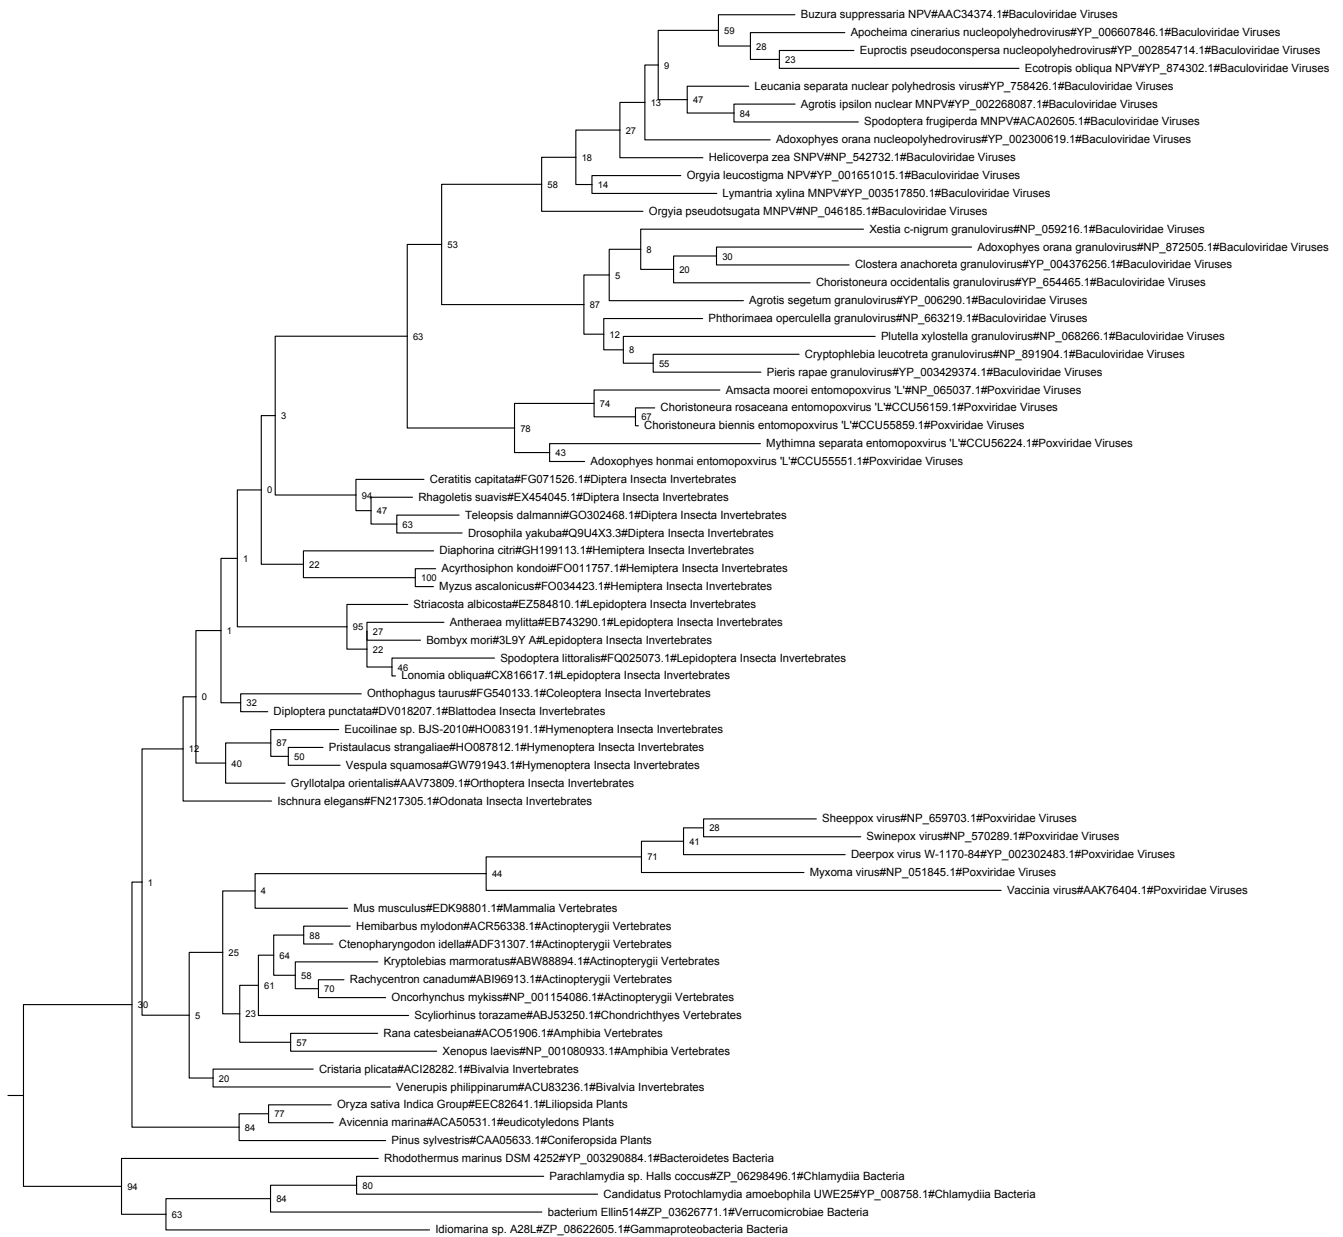 Buzura suppressaria NPV#AAC34374.1#Baculoviridae Viruses
59
Apocheima cinerarius nucleopolyhedrovirus#YP_006607846.1#Baculoviridae Viruses
28
Euproctis pseudoconspersa nucleopolyhedrovirus#YP_002854714.1#Baculoviridae Viruses
23
9
Ecotropis obliqua NPV#YP_874302.1#Baculoviridae Viruses
Leucania separata nuclear polyhedrosis virus#YP_758426.1#Baculoviridae Viruses
47
13
Agrotis ipsilon nuclear MNPV#YP_002268087.1#Baculoviridae Viruses
84
Spodoptera frugiperda MNPV#ACA02605.1#Baculoviridae Viruses
27
Adoxophyes orana nucleopolyhedrovirus#YP_002300619.1#Baculoviridae Viruses
18
Helicoverpa zea SNPV#NP_542732.1#Baculoviridae Viruses
Orgyia leucostigma NPV#YP_001651015.1#Baculoviridae Viruses
58
14
Lymantria xylina MNPV#YP_003517850.1#Baculoviridae Viruses
Orgyia pseudotsugata MNPV#NP_046185.1#Baculoviridae Viruses
Xestia c-nigrum granulovirus#NP_059216.1#Baculoviridae Viruses
53
8
Adoxophyes orana granulovirus#NP_872505.1#Baculoviridae Viruses
30
Clostera anachoreta granulovirus#YP_004376256.1#Baculoviridae Viruses
20
5
Choristoneura occidentalis granulovirus#YP_654465.1#Baculoviridae Viruses
Agrotis segetum granulovirus#YP_006290.1#Baculoviridae Viruses
87
Phthorimaea operculella granulovirus#NP_663219.1#Baculoviridae Viruses
12
63
Plutella xylostella granulovirus#NP_068266.1#Baculoviridae Viruses
8
Cryptophlebia leucotreta granulovirus#NP_891904.1#Baculoviridae Viruses
55
Pieris rapae granulovirus#YP_003429374.1#Baculoviridae Viruses
Amsacta moorei entomopoxvirus 'L'#NP_065037.1#Poxviridae Viruses
74
Choristoneura rosaceana entomopoxvirus 'L'#CCU56159.1#Poxviridae Viruses
67
3
Choristoneura biennis entomopoxvirus 'L'#CCU55859.1#Poxviridae Viruses
78
Mythimna separata entomopoxvirus 'L'#CCU56224.1#Poxviridae Viruses
43
Adoxophyes honmai entomopoxvirus 'L'#CCU55551.1#Poxviridae Viruses
Ceratitis capitata#FG071526.1#Diptera Insecta Invertebrates
0
94
Rhagoletis suavis#EX454045.1#Diptera Insecta Invertebrates
47
Teleopsis dalmanni#GO302468.1#Diptera Insecta Invertebrates
63
Drosophila yakuba#Q9U4X3.3#Diptera Insecta Invertebrates
Diaphorina citri#GH199113.1#Hemiptera Insecta Invertebrates
1
22
Acyrthosiphon kondoi#FO011757.1#Hemiptera Insecta Invertebrates
100
Myzus ascalonicus#FO034423.1#Hemiptera Insecta Invertebrates
Striacosta albicosta#EZ584810.1#Lepidoptera Insecta Invertebrates
95
Antheraea mylitta#EB743290.1#Lepidoptera Insecta Invertebrates
1
27
Bombyx mori#3L9Y A#Lepidoptera Insecta Invertebrates
22
Spodoptera littoralis#FQ025073.1#Lepidoptera Insecta Invertebrates
46
Lonomia obliqua#CX816617.1#Lepidoptera Insecta Invertebrates
Onthophagus taurus#FG540133.1#Coleoptera Insecta Invertebrates
0
32
Diploptera punctata#DV018207.1#Blattodea Insecta Invertebrates
Eucoilinae sp. BJS-2010#HO083191.1#Hymenoptera Insecta Invertebrates
87
12
Pristaulacus strangaliae#HO087812.1#Hymenoptera Insecta Invertebrates
50
40
Vespula squamosa#GW791943.1#Hymenoptera Insecta Invertebrates
Gryllotalpa orientalis#AAV73809.1#Orthoptera Insecta Invertebrates
Ischnura elegans#FN217305.1#Odonata Insecta Invertebrates
Sheeppox virus#NP_659703.1#Poxviridae Viruses
28
Swinepox virus#NP_570289.1#Poxviridae Viruses
41
Deerpox virus W-1170-84#YP_002302483.1#Poxviridae Viruses
71
Myxoma virus#NP_051845.1#Poxviridae Viruses
44
1
Vaccinia virus#AAK76404.1#Poxviridae Viruses
4
Mus musculus#EDK98801.1#Mammalia Vertebrates
Hemibarbus mylodon#ACR56338.1#Actinopterygii Vertebrates
88
Ctenopharyngodon idella#ADF31307.1#Actinopterygii Vertebrates
25
64
Kryptolebias marmoratus#ABW88894.1#Actinopterygii Vertebrates
58
Rachycentron canadum#ABI96913.1#Actinopterygii Vertebrates
61
70
Oncorhynchus mykiss#NP_001154086.1#Actinopterygii Vertebrates
30
5
23
Scyliorhinus torazame#ABJ53250.1#Chondrichthyes Vertebrates
Rana catesbeiana#ACO51906.1#Amphibia Vertebrates
57
Xenopus laevis#NP_001080933.1#Amphibia Vertebrates
Cristaria plicata#ACI28282.1#Bivalvia Invertebrates
20
Venerupis philippinarum#ACU83236.1#Bivalvia Invertebrates
Oryza sativa Indica Group#EEC82641.1#Liliopsida Plants
77
Avicennia marina#ACA50531.1#eudicotyledons Plants
84
Pinus sylvestris#CAA05633.1#Coniferopsida Plants
Rhodothermus marinus DSM 4252#YP_003290884.1#Bacteroidetes Bacteria
Parachlamydia sp. Halls coccus#ZP_06298496.1#Chlamydiia Bacteria
94
80
Candidatus Protochlamydia amoebophila UWE25#YP_008758.1#Chlamydiia Bacteria
84
bacterium Ellin514#ZP_03626771.1#Verrucomicrobiae Bacteria
63
Idiomarina sp. A28L#ZP_08622605.1#Gammaproteobacteria Bacteria